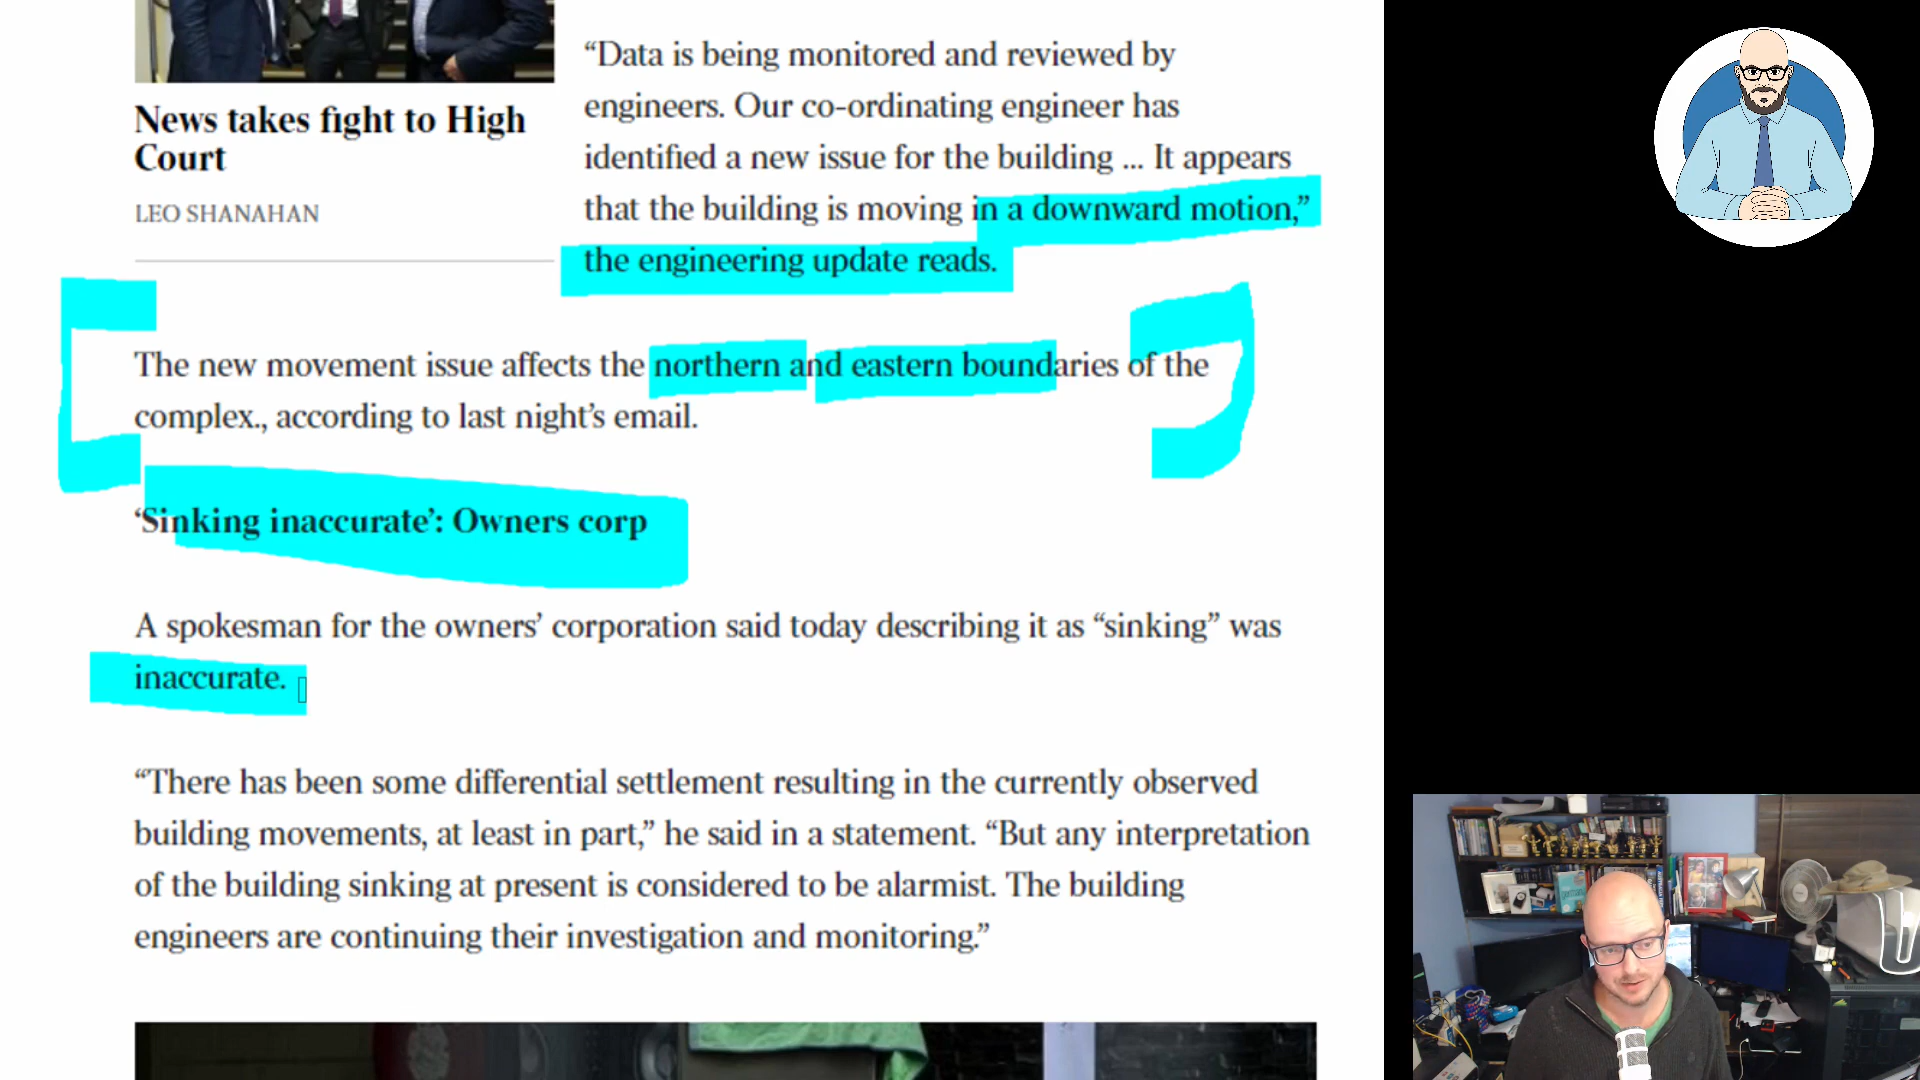 News takes fight to High
Court
LEO SHANAHAN
“Data is being monitored and reviewed by
engineers. Our co-ordinating engineer has
identified a new issue for the building ... It appears
that the building is moving in a downward motion,”
the engineering update reads.
The new movement issue affects the northern and eastern boundaries of the
complex., according to last night’s email.
‘Sinking inaccurate’: Owners corp
A spokesman for the owners’ corporation said today describing it as “sinking” was
inaccurate.
“There has been some differential settlement resulting in the currently observed
building movements, at least in part,” he said in a statement. “But any interpretation
of the building sinking at present is considered to be alarmist. The building
engineers are continuing their investigation and monitoring.”